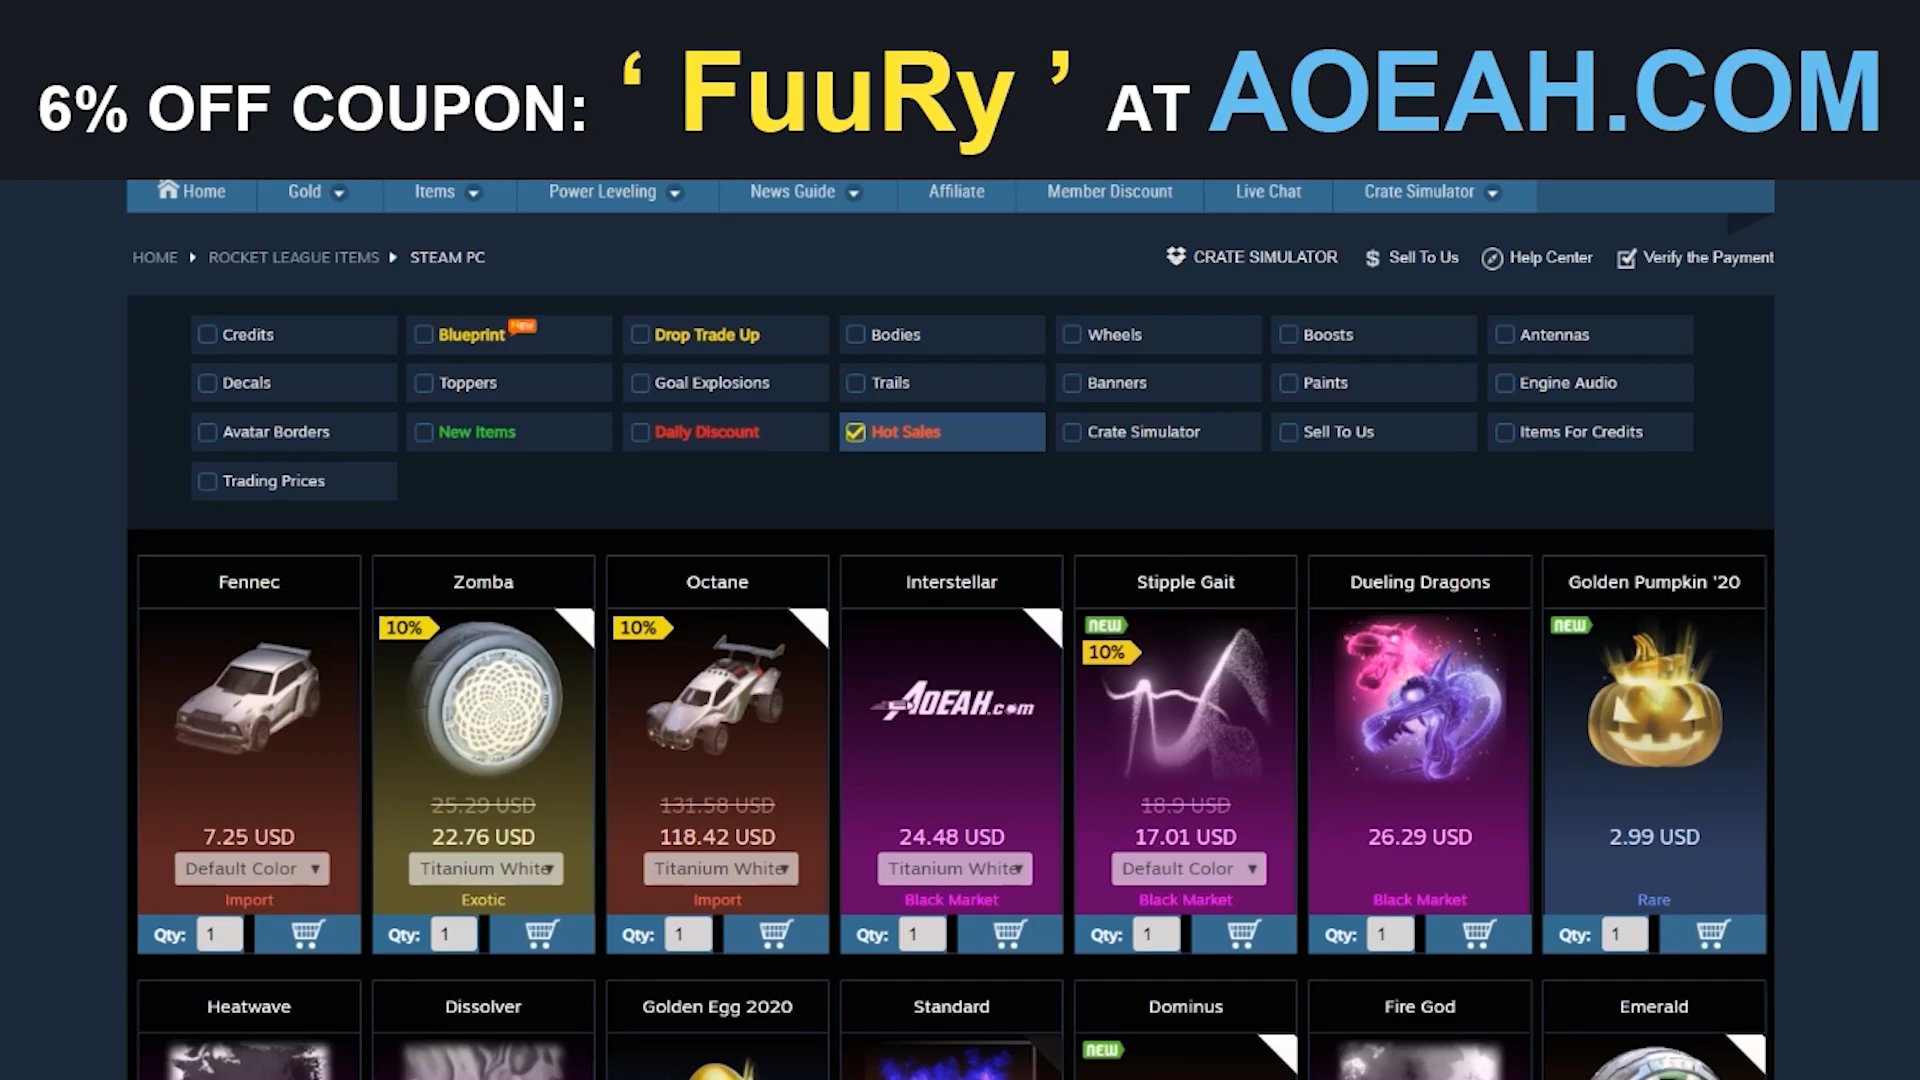 6% OFF COUPON: ‘ FuuRy ’ AT AOEAH.COM
Home Gold Items Power Leveling News Guide Affiliate Member Discount Live Chat Crate Simulator
HOME ROCKET LEAGUE ITEMS STEAM PC CRATE SIMULATOR Sell To Us Help Center Verify the Payment
Credits Blueprint New Drop Trade Up Bodies Wheels Boosts Antennas
Decals Toppers Goal Explosions Trails Banners Paints Engine Audio
Avatar Borders New Items Daily Discount Hot Sales Crate Simulator Sell To Us Items For Credits
Trading Prices
Fennec Zomba Octane Interstellar Stipple Gait Dueling Dragons Golden Pumpkin '20
10% 10% NEW NEW
10%
AOEAH.com
25.29 USD 131.58 USD 18.9 USD
7.25 USD 22.76 USD 118.42 USD 24.48 USD 17.01 USD 26.29 USD 2.99 USD
Default Color Titanium White Titanium White Titanium White Default Color
Import Exotic Import Black Market Black Market Black Market Rare
Qty: 1 Qty: 1 Qty: 1 Qty: 1 Qty: 1 Qty: 1 Qty: 1
Heatwave Dissolver Golden Egg 2020 Standard Dominus Fire God Emerald
NEW